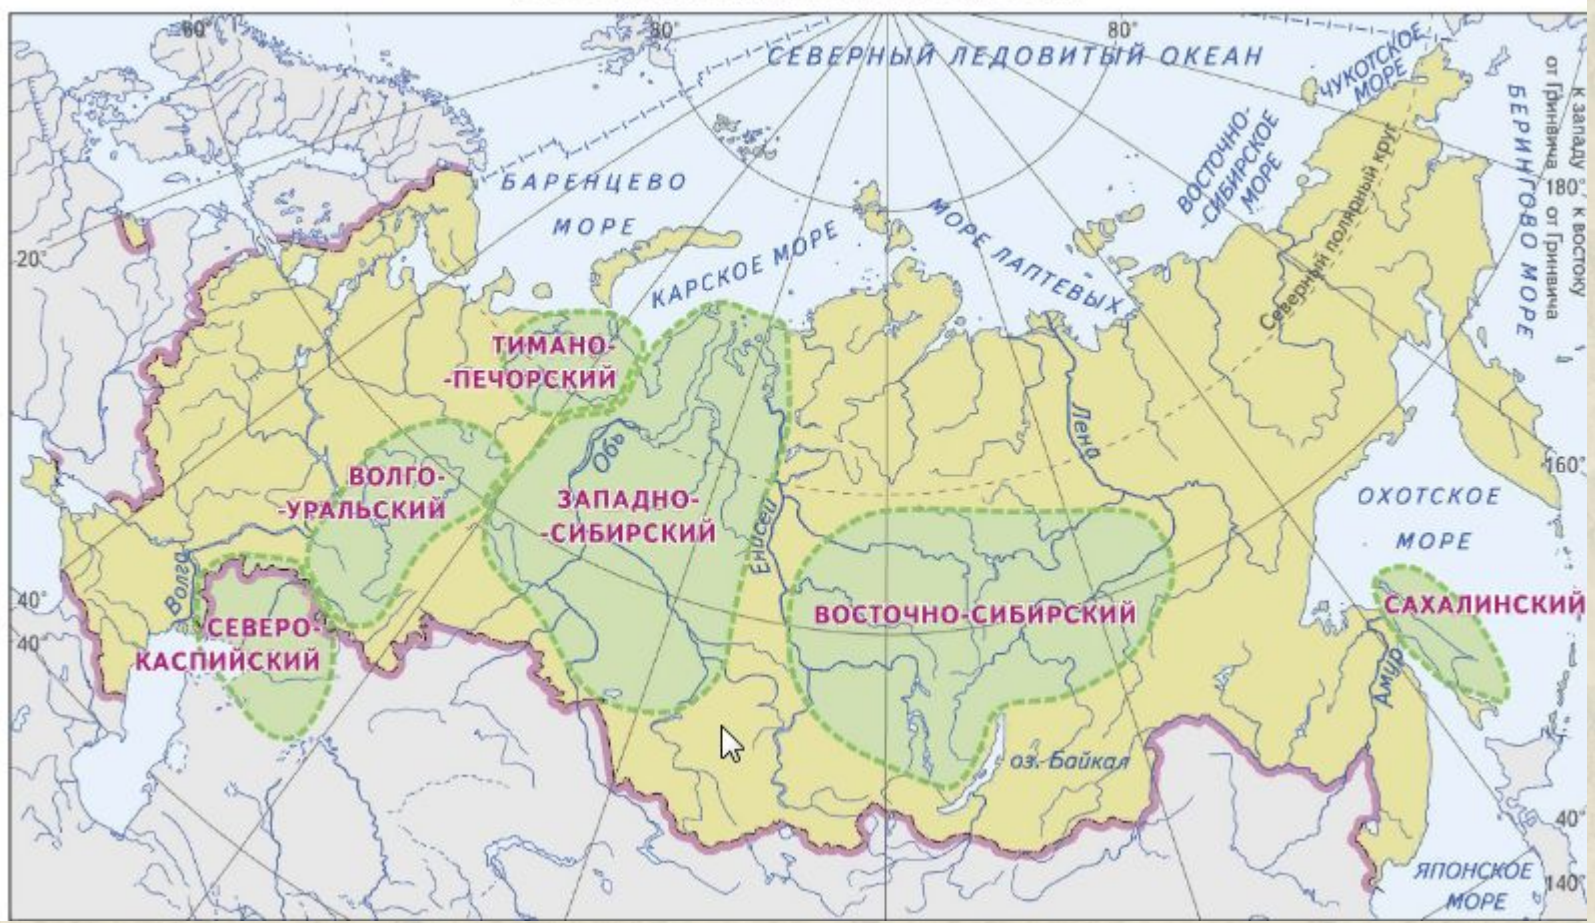 60°
80°
80°
СЕВЕРНЫЙ ЛЕДОВИТЫЙ ОКЕАН
ЧУКОТСКОЕ
МОРЕ
к западу к востоку
от Гринвича от Гринвича
180°
БЕРИНГОВО МОРЕ
ВОСТОЧНО-
-СИБИРСКОЕ
МОРЕ
Северный полярный круг
БАРЕНЦЕВО
МОРЕ
КАРСКОЕ МОРЕ
МОРЕ ЛАПТЕВЫХ
20°
ТИМАНО-
-ПЕЧОРСКИЙ
Обь
Лена
160°
ВОЛГО-
-УРАЛЬСКИЙ
ЗАПАДНО-
-СИБИРСКИЙ
Енисей
ОХОТСКОЕ
МОРЕ
Волга
40°
40°
СЕВЕРО-
КАСПИЙСКИЙ
ВОСТОЧНО-СИБИРСКИЙ
САХАЛИНСКИЙ
Амур
оз. Байкал
40°
140°
ЯПОНСКОЕ
МОРЕ